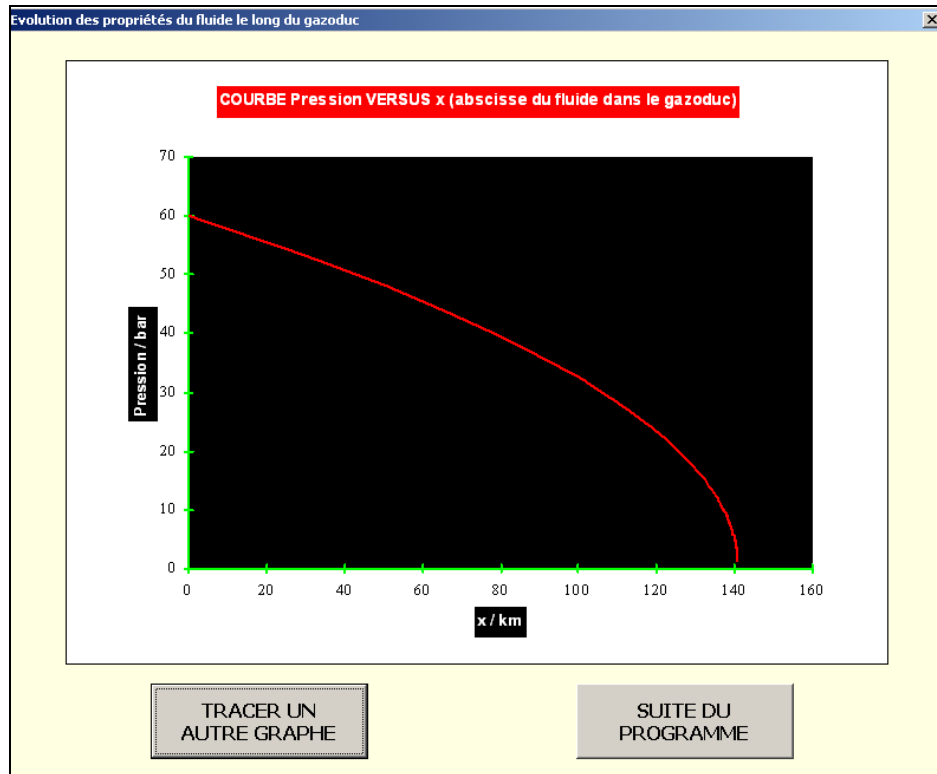 Evolution des propriétés du fluide le long du gazoduc
COURBE Pression VERSUS x (abscisse du fluide dans le gazoduc)
70
60
50
40
30
20
10
0
Pression / bar
0 20 40 60 80 100 120 140 160
x / km
TRACER UN
AUTRE GRAPHE
SUITE DU
PROGRAMME